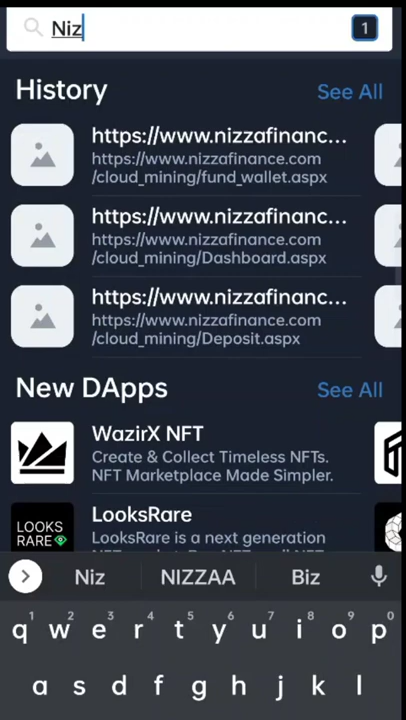 Niz
1
History
See All
https://www.nizzafinanc...
https://www.nizzafinance.com
/cloud_mining/fund_wallet.aspx
https://www.nizzafinanc...
https://www.nizzafinance.com
/cloud_mining/Dashboard.aspx
https://www.nizzafinanc...
https://www.nizzafinance.com
/cloud_mining/Deposit.aspx
New DApps
See All
WazirX NFT
Create & Collect Timeless NFTs.
NFT Marketplace Made Simpler.
LOOKS
RARE
LooksRare
LooksRare is a next generation
Niz NIZZAA Biz
1 2 3 4 5 6 7 8 9 0
q w e r t y u i o p
a s d f g h j k l